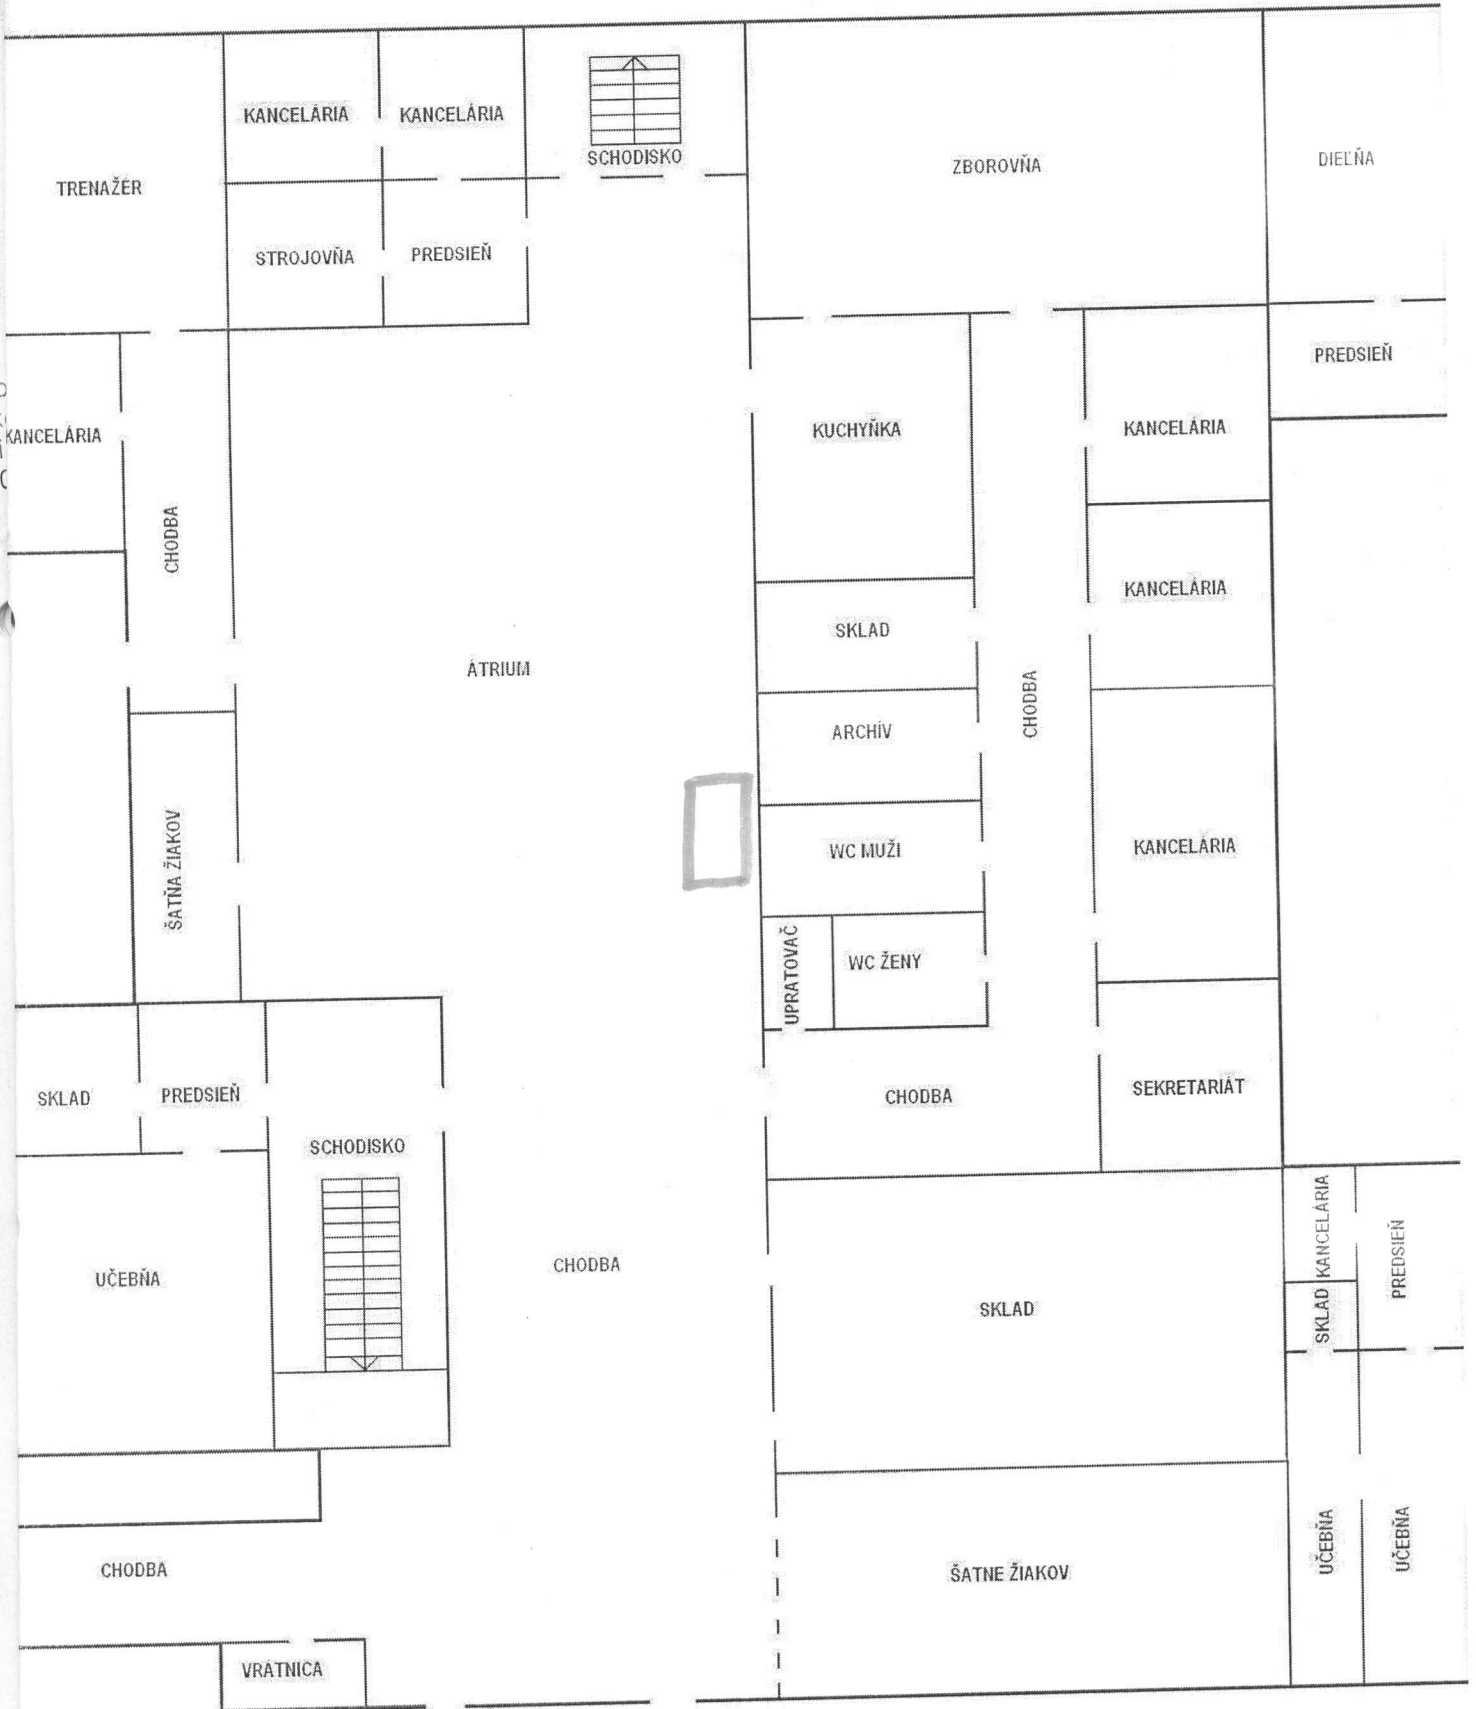 KANCELÁRIA
KANCELÁRIA
SCHODISKO
TRENAŽÉR
ZBOROVŇA
DIEĽŇA
STROJOVŇA
PREDSIEŇ
PREDSIEŇ
KANCELÁRIA
KUCHYŇKA
KANCELÁRIA
CHODBA
KANCELÁRIA
SKLAD
ÁTRIUM
CHODBA
ARCHÍV
ŠATŇA ŽIAKOV
WC MUŽI
KANCELÁRIA
UPRATOVAČ
WC ŽENY
SKLAD
PREDSIEŇ
CHODBA
SEKRETARIÁT
SCHODISKO
KANCELÁRIA
PREDSIEŇ
UČEBŇA
CHODBA
SKLAD
SKLAD
CHODBA
ŠATNE ŽIAKOV
UČEBŇA
UČEBŇA
VRÁTNICA